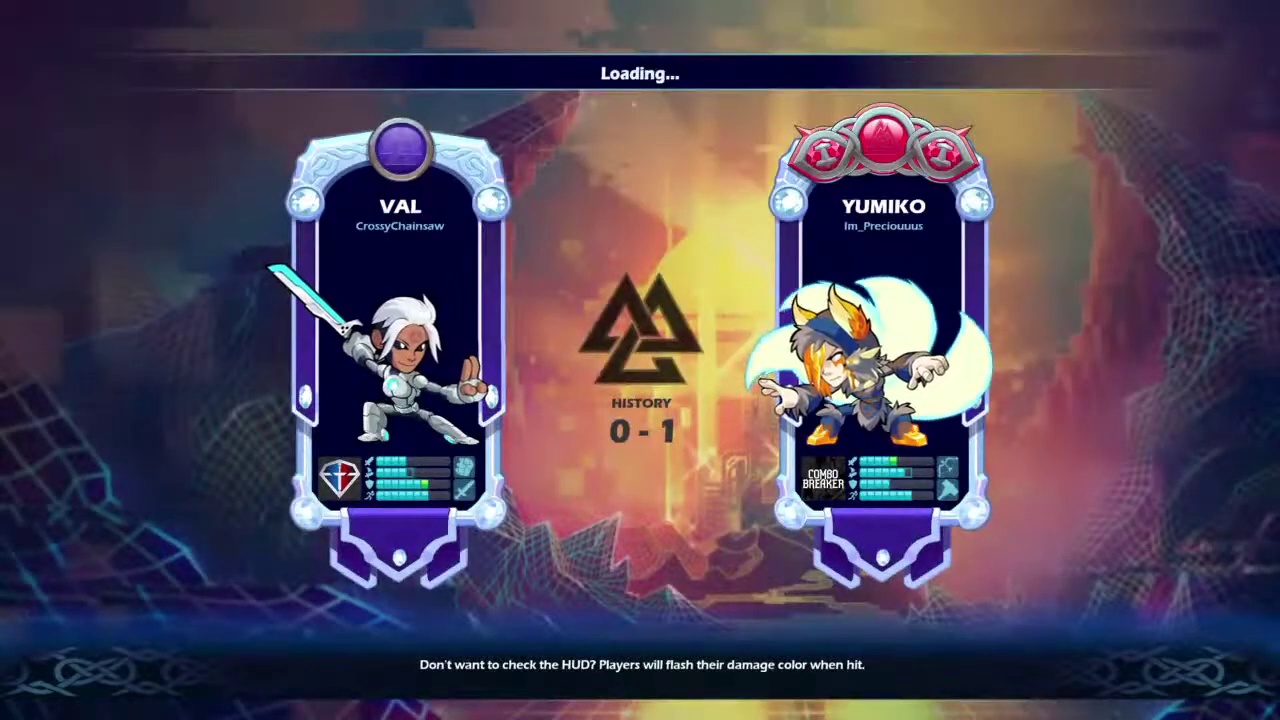 Loading...
VAL
CrossyChainsaw
YUMIKO
Im_Preciouuus
HISTORY
0 - 1
COMBO
BREAKER
Don't want to check the HUD? Players will flash their damage color when hit.